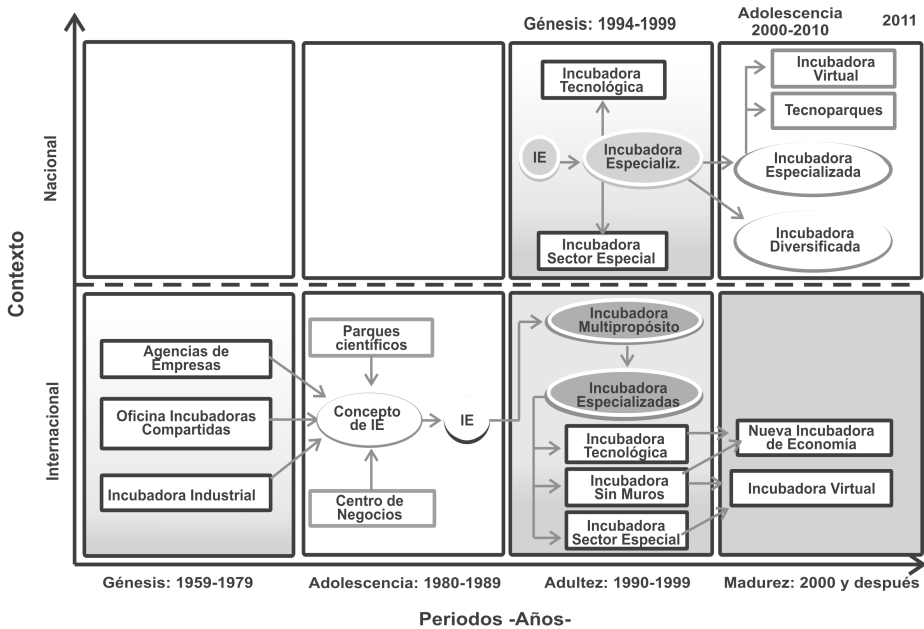 Génesis: 1994-1999
Adolescencia
2000-2010
2011
Contexto
Nacional
Incubadora
Tecnológica
IE
Incubadora
Especializ.
Incubadora
Sector Especial
Incubadora
Virtual
Tecnoparques
Incubadora
Especializada
Incubadora
Diversificada
Internacional
Agencias de
Empresas
Oficina Incubadoras
Compartidas
Incubadora Industrial
Parques
científicos
Concepto
de IE
IE
Centro de
Negocios
Incubadora
Multipropósito
Incubadora
Especializadas
Incubadora
Tecnológica
Incubadora
Sin Muros
Incubadora
Sector Especial
Nueva Incubadora
de Economía
Incubadora Virtual
Génesis: 1959-1979
Adolescencia: 1980-1989
Adultez: 1990-1999
Madurez: 2000 y después
Periodos -Años-